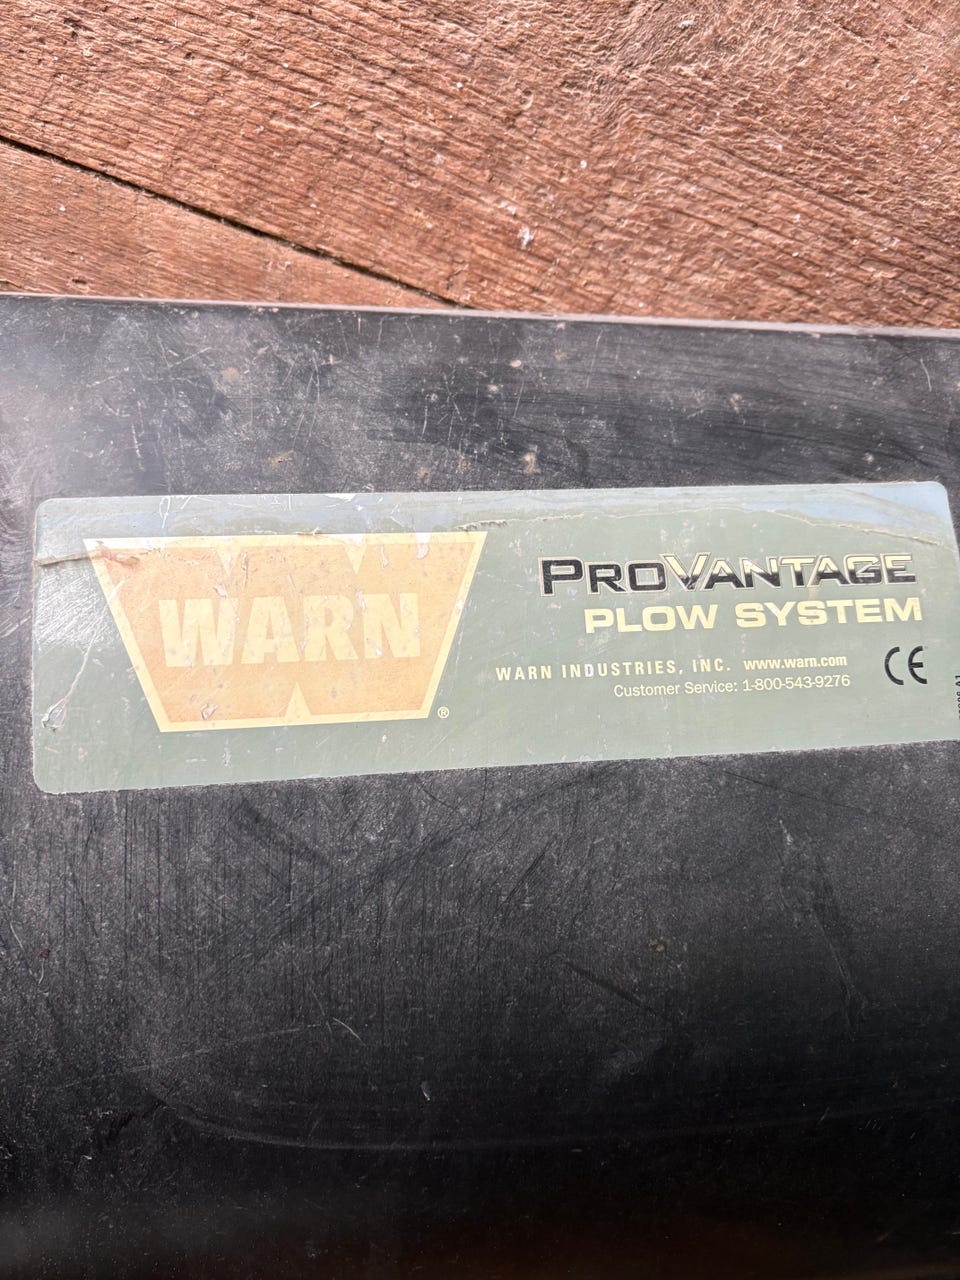 WARN
®
PROVANTAGE
PLOW SYSTEM
WARN INDUSTRIES, INC. www.warn.com
Customer Service: 1-800-543-9276
CE